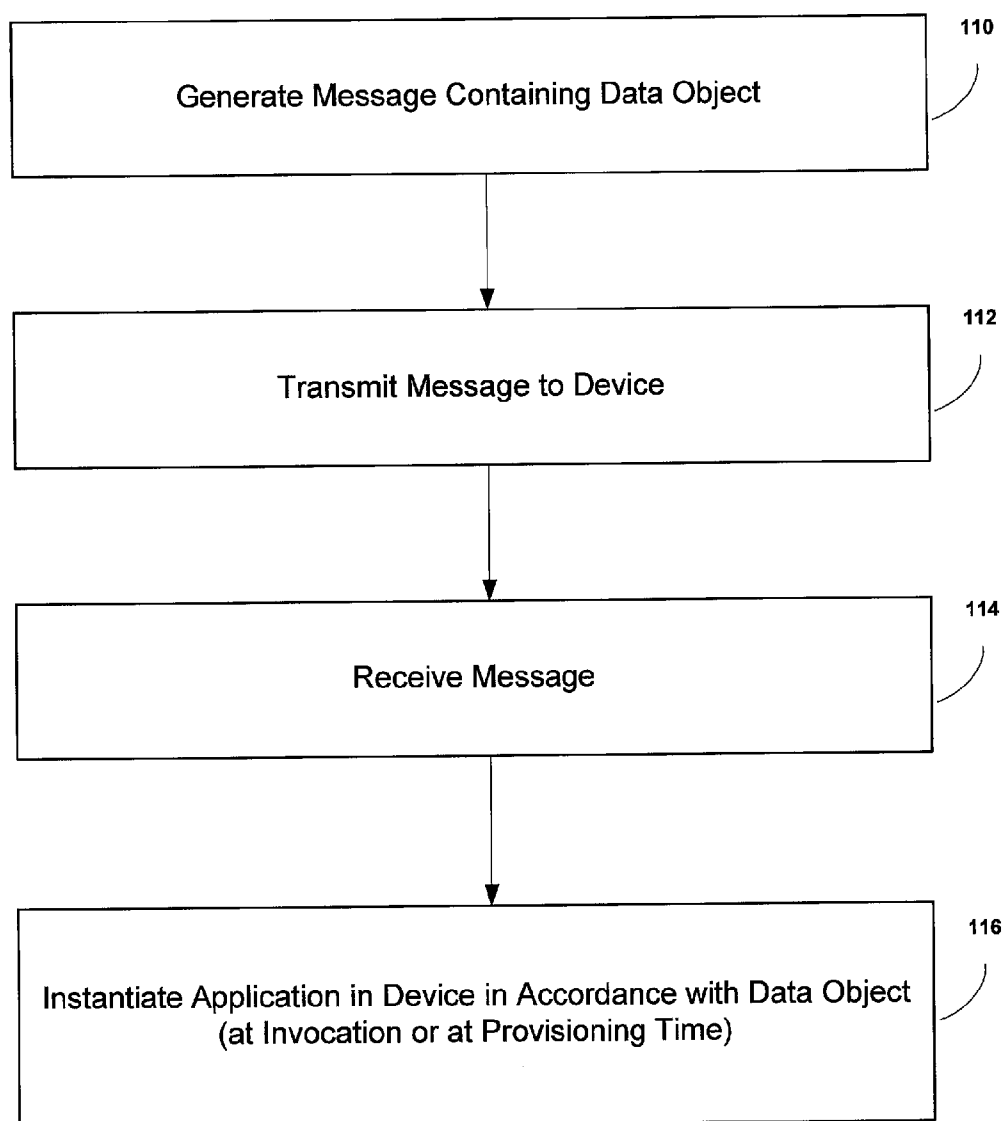 110
Generate Message Containing Data Object
112
Transmit Message to Device
114
Receive Message
116
Instantiate Application in Device in Accordance with Data Object
(at Invocation or at Provisioning Time)